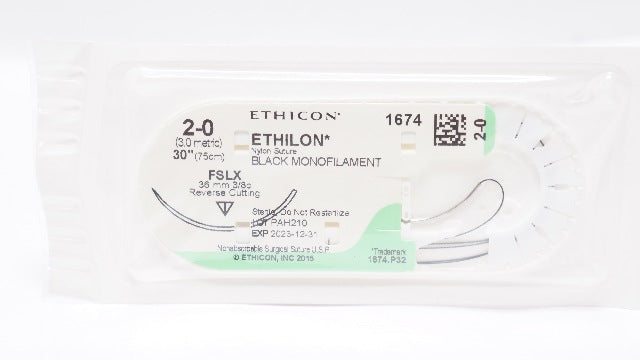 ETHICON*
1674
2-0
2-0
(3.0 metric)
30" (75cm)
ETHILON*
Nylon Suture
BLACK MONOFILAMENT
FSLX
36 mm 3/8c
Reverse Cutting
Sterile, Do Not Resterilize
LOT PAH210
EXP 2023-12-31
Nonabsorbable Surgical Suture U.S.P.
© ETHICON, INC 2015
*Trademark
1674.P32